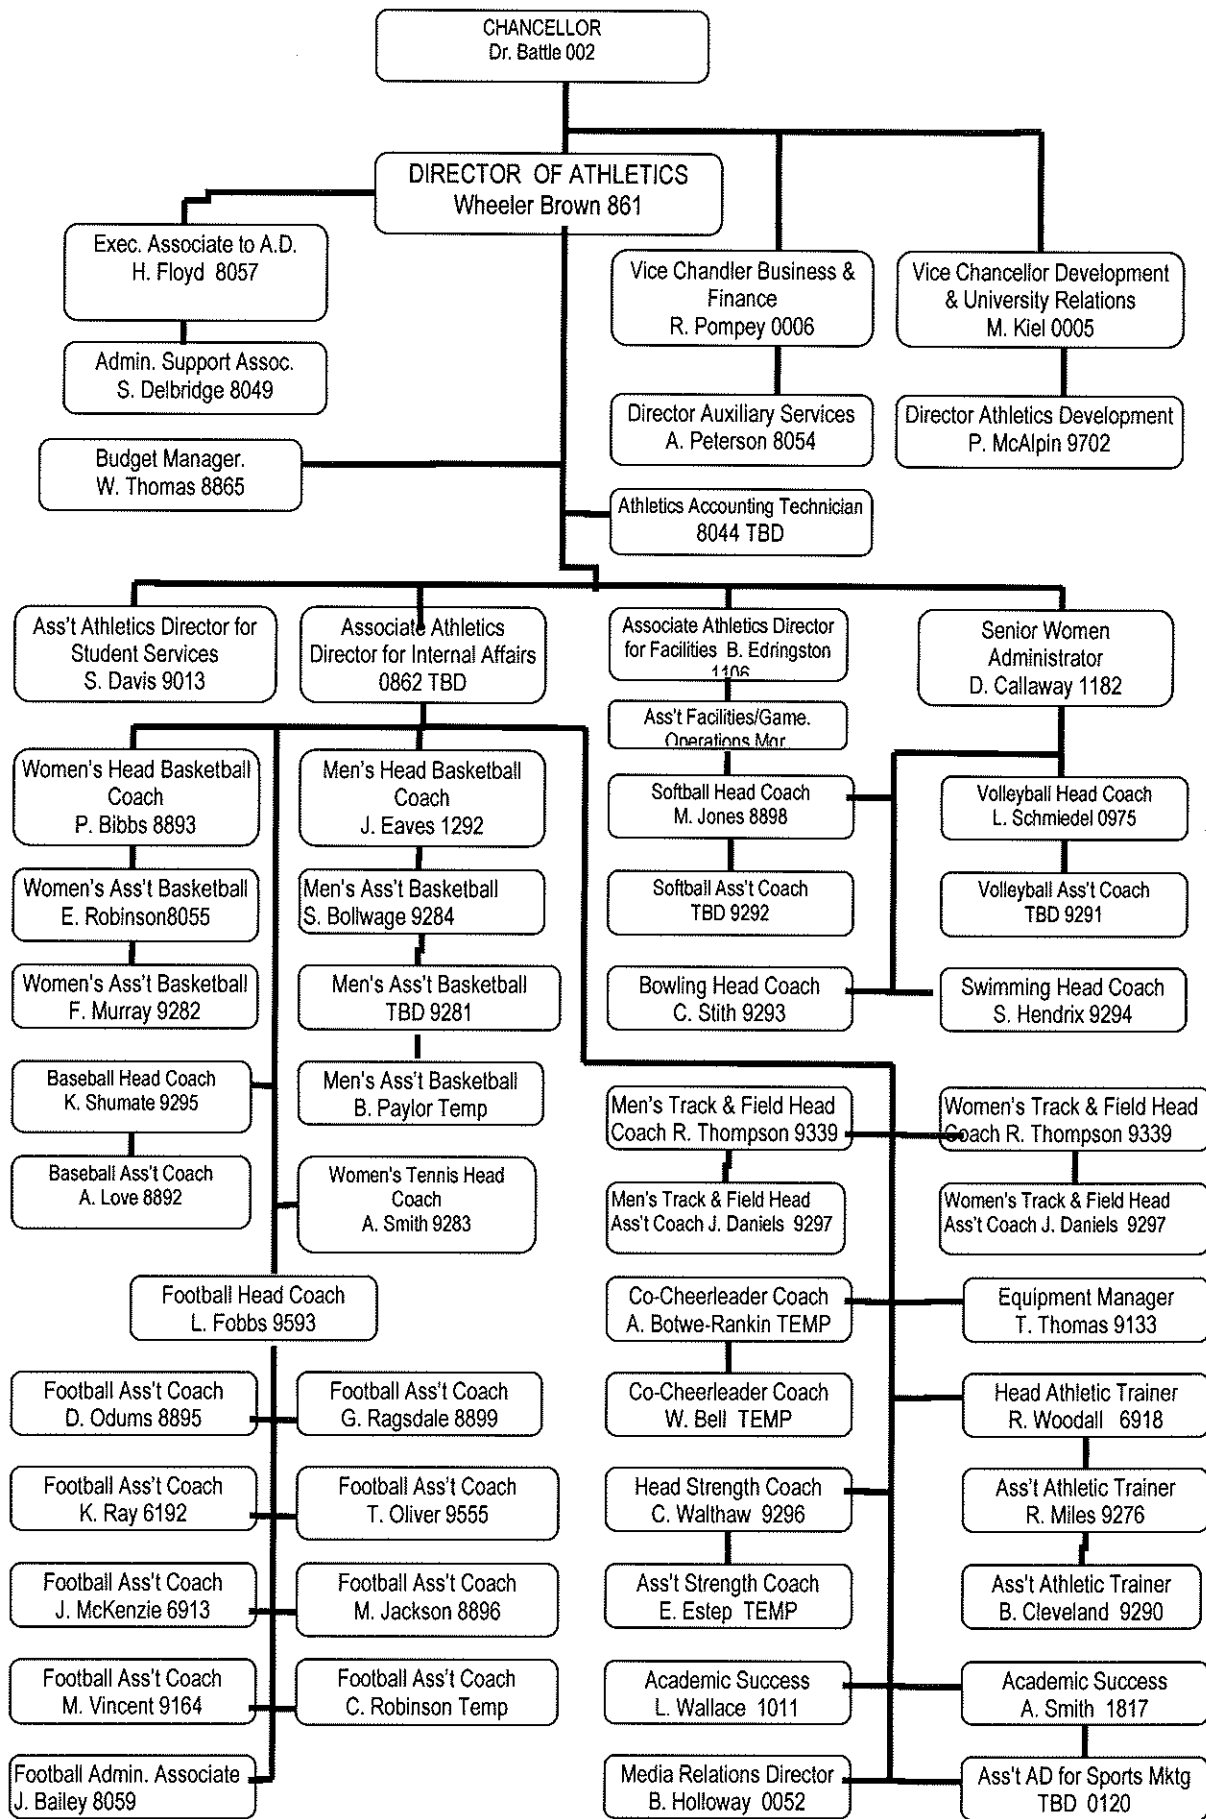 CHANCELLOR
Dr. Battle 002
DIRECTOR OF ATHLETICS
Wheeler Brown 861
Exec. Associate to A.D.
H. Floyd 8057
Vice Chandler Business &
Finance
R. Pompey 0006
Vice Chancellor Development
& University Relations
M. Kiel 0005
Admin. Support Assoc.
S. Delbridge 8049
Director Auxiliary Services
A. Peterson 8054
Director Athletics Development
P. McAlpin 9702
Budget Manager.
W. Thomas 8865
Athletics Accounting Technician
8044 TBD
Ass't Athletics Director for
Student Services
S. Davis 9013
Associate Athletics
Director for Internal Affairs
0862 TBD
Associate Athletics Director
for Facilities B. Edringston
1106
Senior Women
Administrator
D. Callaway 1182
Ass't Facilities/Game.
Operations Mgr.
Women's Head Basketball
Coach
P. Bibbs 8893
Men's Head Basketball
Coach
J. Eaves 1292
Softball Head Coach
M. Jones 8898
Volleyball Head Coach
L. Schmiedel 0975
Women's Ass't Basketball
E. Robinson8055
Men's Ass't Basketball
S. Bollwage 9284
Softball Ass't Coach
TBD 9292
Volleyball Ass't Coach
TBD 9291
Women's Ass't Basketball
F. Murray 9282
Men's Ass't Basketball
TBD 9281
Bowling Head Coach
C. Stith 9293
Swimming Head Coach
S. Hendrix 9294
Baseball Head Coach
K. Shumate 9295
Men's Ass't Basketball
B. Paylor Temp
Men's Track & Field Head
Coach R. Thompson 9339
Women's Track & Field Head
Coach R. Thompson 9339
Baseball Ass't Coach
A. Love 8892
Women's Tennis Head
Coach
A. Smith 9283
Men's Track & Field Head
Ass't Coach J. Daniels 9297
Women's Track & Field Head
Ass't Coach J. Daniels 9297
Football Head Coach
L. Fobbs 9593
Co-Cheerleader Coach
A. Botwe-Rankin TEMP
Equipment Manager
T. Thomas 9133
Football Ass't Coach
D. Odums 8895
Football Ass't Coach
G. Ragsdale 8899
Co-Cheerleader Coach
W. Bell TEMP
Head Athletic Trainer
R. Woodall 6918
Football Ass't Coach
K. Ray 6192
Football Ass't Coach
T. Oliver 9555
Head Strength Coach
C. Walthaw 9296
Ass't Athletic Trainer
R. Miles 9276
Football Ass't Coach
J. McKenzie 6913
Football Ass't Coach
M. Jackson 8896
Ass't Strength Coach
E. Estep TEMP
Ass't Athletic Trainer
B. Cleveland 9290
Football Ass't Coach
M. Vincent 9164
Football Ass't Coach
C. Robinson Temp
Academic Success
L. Wallace 1011
Academic Success
A. Smith 1817
Football Admin. Associate
J. Bailey 8059
Media Relations Director
B. Holloway 0052
Ass't AD for Sports Mktg
TBD 0120